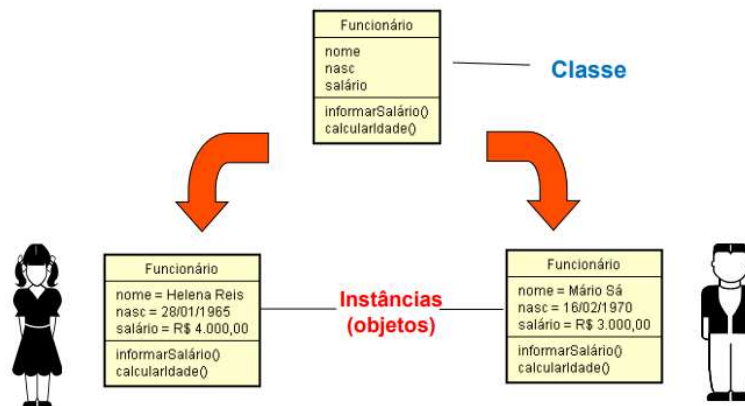 Funcionário
nome
nasc
salário
informarSalário()
calcularIdade()
Classe
Funcionário
nome = Helena Reis
nasc = 28/01/1965
salário = R$ 4.000,00
informarSalário()
calcularIdade()
Instâncias
(objetos)
Funcionário
nome = Mário Sá
nasc = 16/02/1970
salário = R$ 3.000,00
informarSalário()
calcularIdade()